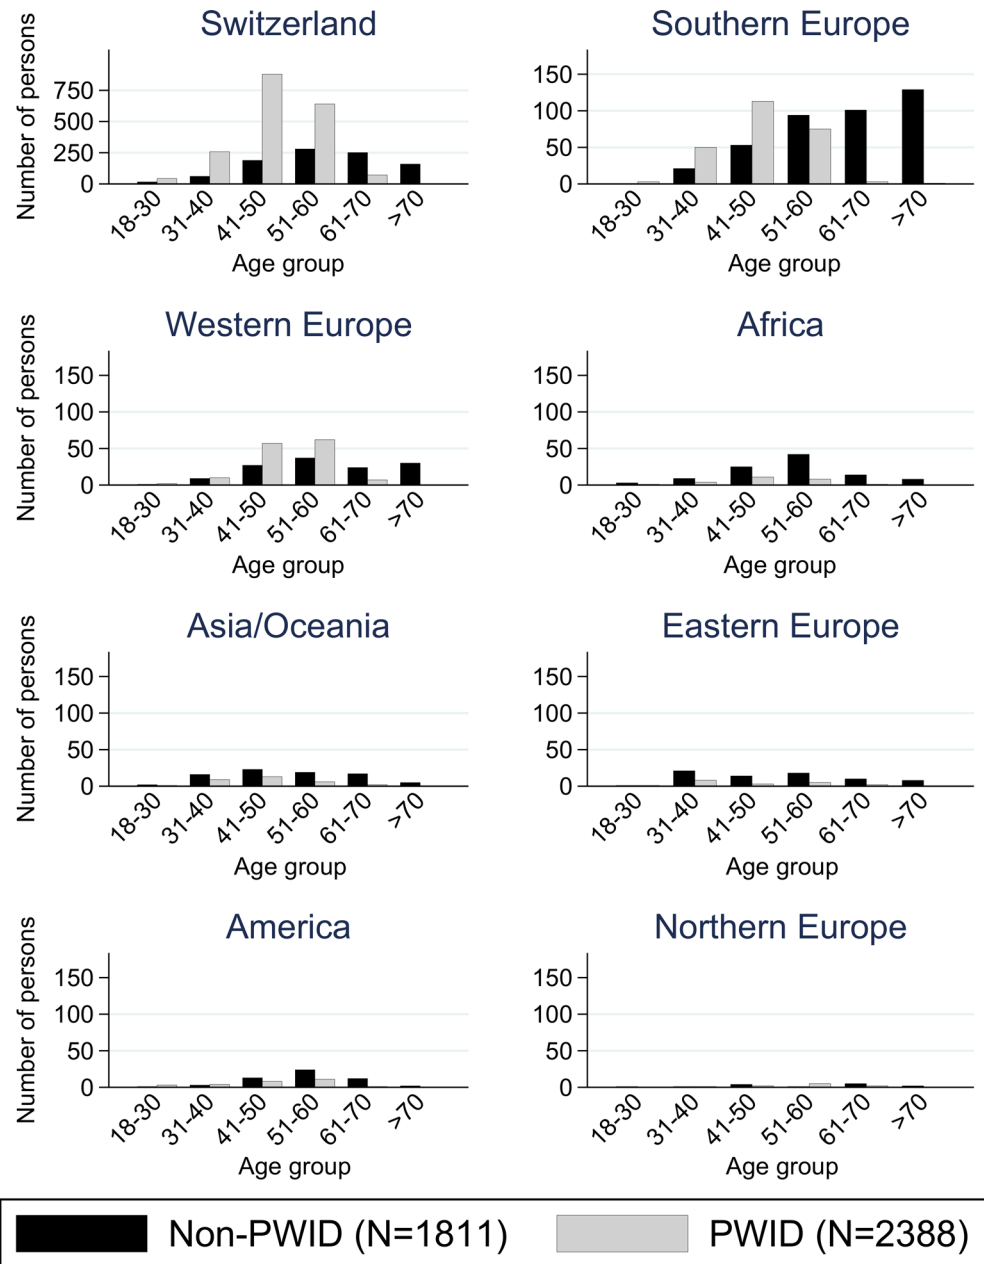 Switzerland
Number of persons
750
500
250
0
18-30 31-40 41-50 51-60 61-70 >70
Age group
Southern Europe
150
100
50
0
18-30 31-40 41-50 51-60 61-70 >70
Age group
Western Europe
Number of persons
150
100
50
0
18-30 31-40 41-50 51-60 61-70 >70
Age group
Africa
150
100
50
0
18-30 31-40 41-50 51-60 61-70 >70
Age group
Asia/Oceania
Number of persons
150
100
50
0
18-30 31-40 41-50 51-60 61-70 >70
Age group
Eastern Europe
150
100
50
0
18-30 31-40 41-50 51-60 61-70 >70
Age group
America
Number of persons
150
100
50
0
18-30 31-40 41-50 51-60 61-70 >70
Age group
Northern Europe
150
100
50
0
18-30 31-40 41-50 51-60 61-70 >70
Age group
Non-PWID (N=1811)
PWID (N=2388)